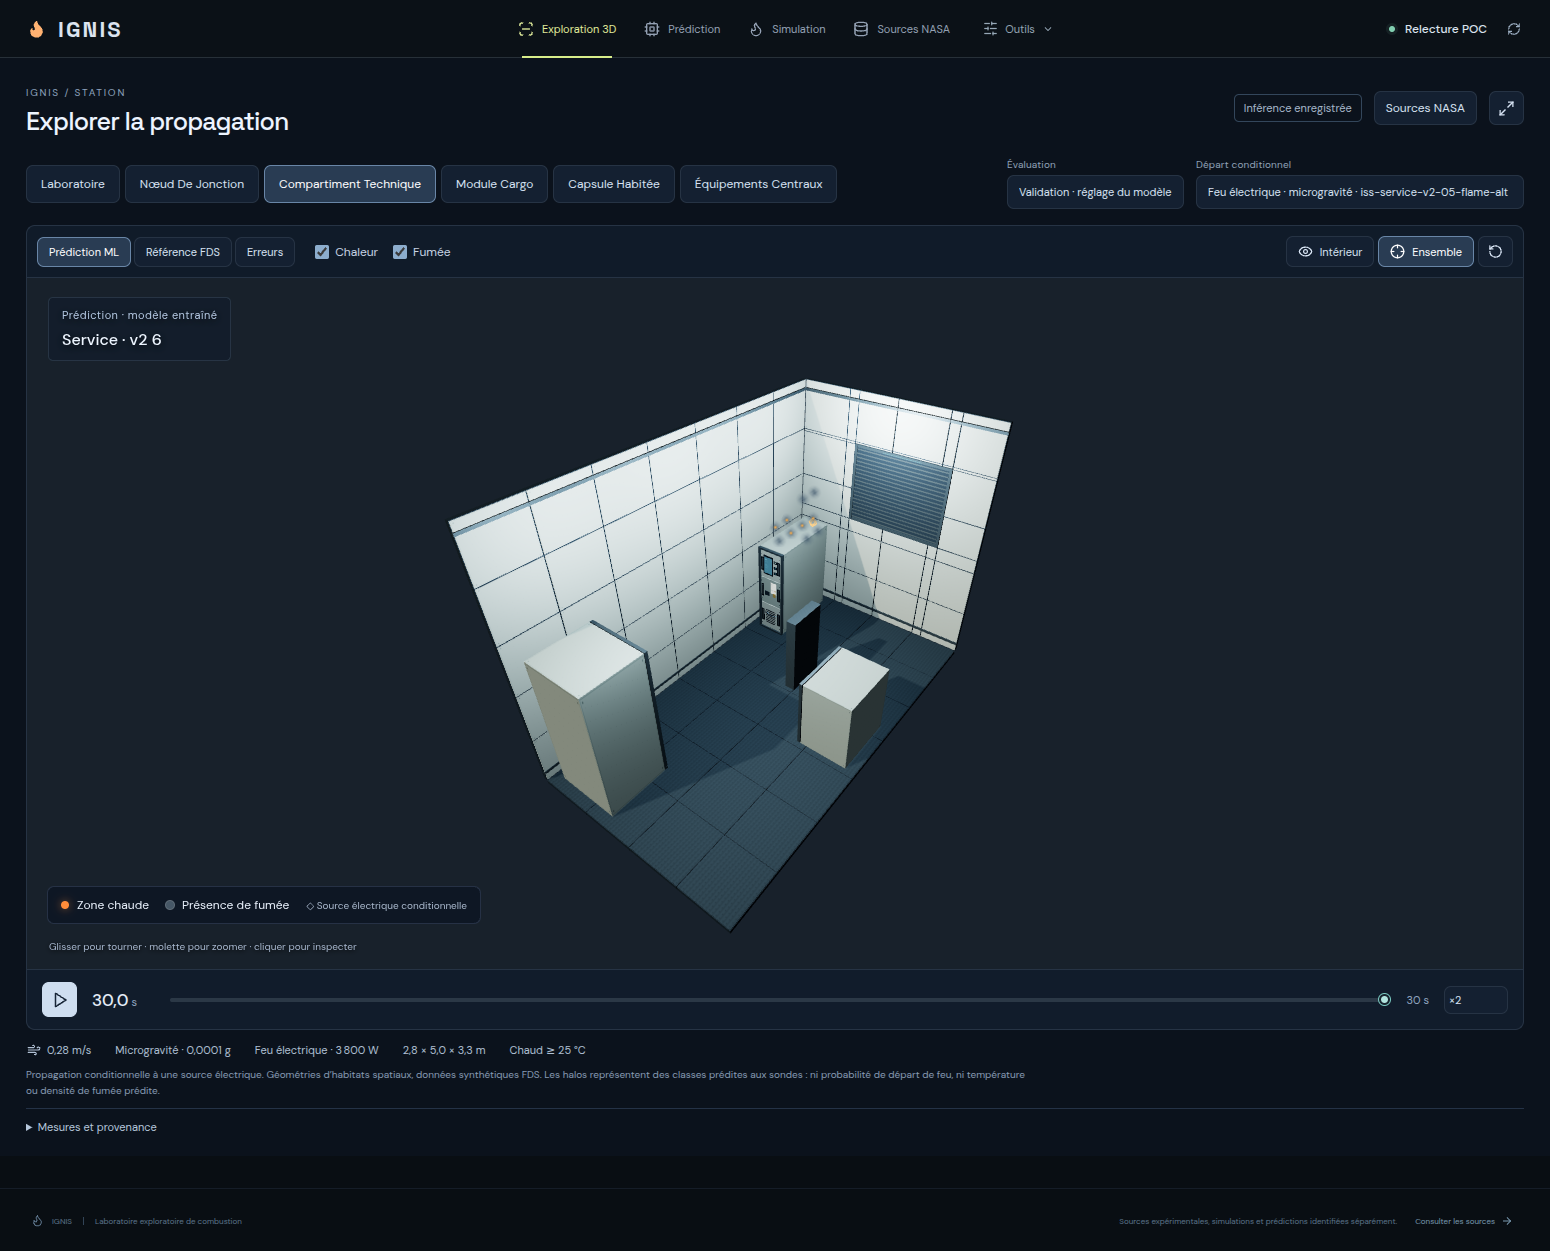 IGNIS
Exploration 3D
Prédiction
Simulation
Sources NASA
Outils
Relecture POC
IGNIS / STATION
Explorer la propagation
Inférence enregistrée
Sources NASA
Laboratoire
Nœud De Jonction
Compartiment Technique
Module Cargo
Capsule Habitée
Équipements Centraux
Évaluation
Validation · réglage du modèle
Départ conditionnel
Feu électrique · microgravité · iss-service-v2-05-flame-alt
Prédiction ML
Référence FDS
Erreurs
Chaleur
Fumée
Intérieur
Ensemble
Prédiction · modèle entraîné
Service · v2 6
Zone chaude
Présence de fumée
◇ Source électrique conditionnelle
Glisser pour tourner · molette pour zoomer · cliquer pour inspecter
30,0 s
30 s
×2
0,28 m/s
Microgravité · 0,0001 g
Feu électrique · 3 800 W
2,8 × 5,0 × 3,3 m
Chaud ≥ 25 °C
Propagation conditionnelle à une source électrique. Géométries d'habitats spatiaux, données synthétiques FDS. Les halos représentent des classes prédites aux sondes : ni probabilité de départ de feu, ni température
ou densité de fumée prédite.
Mesures et provenance
IGNIS | Laboratoire exploratoire de combustion
Sources expérimentales, simulations et prédictions identifiées séparément.
Consulter les sources